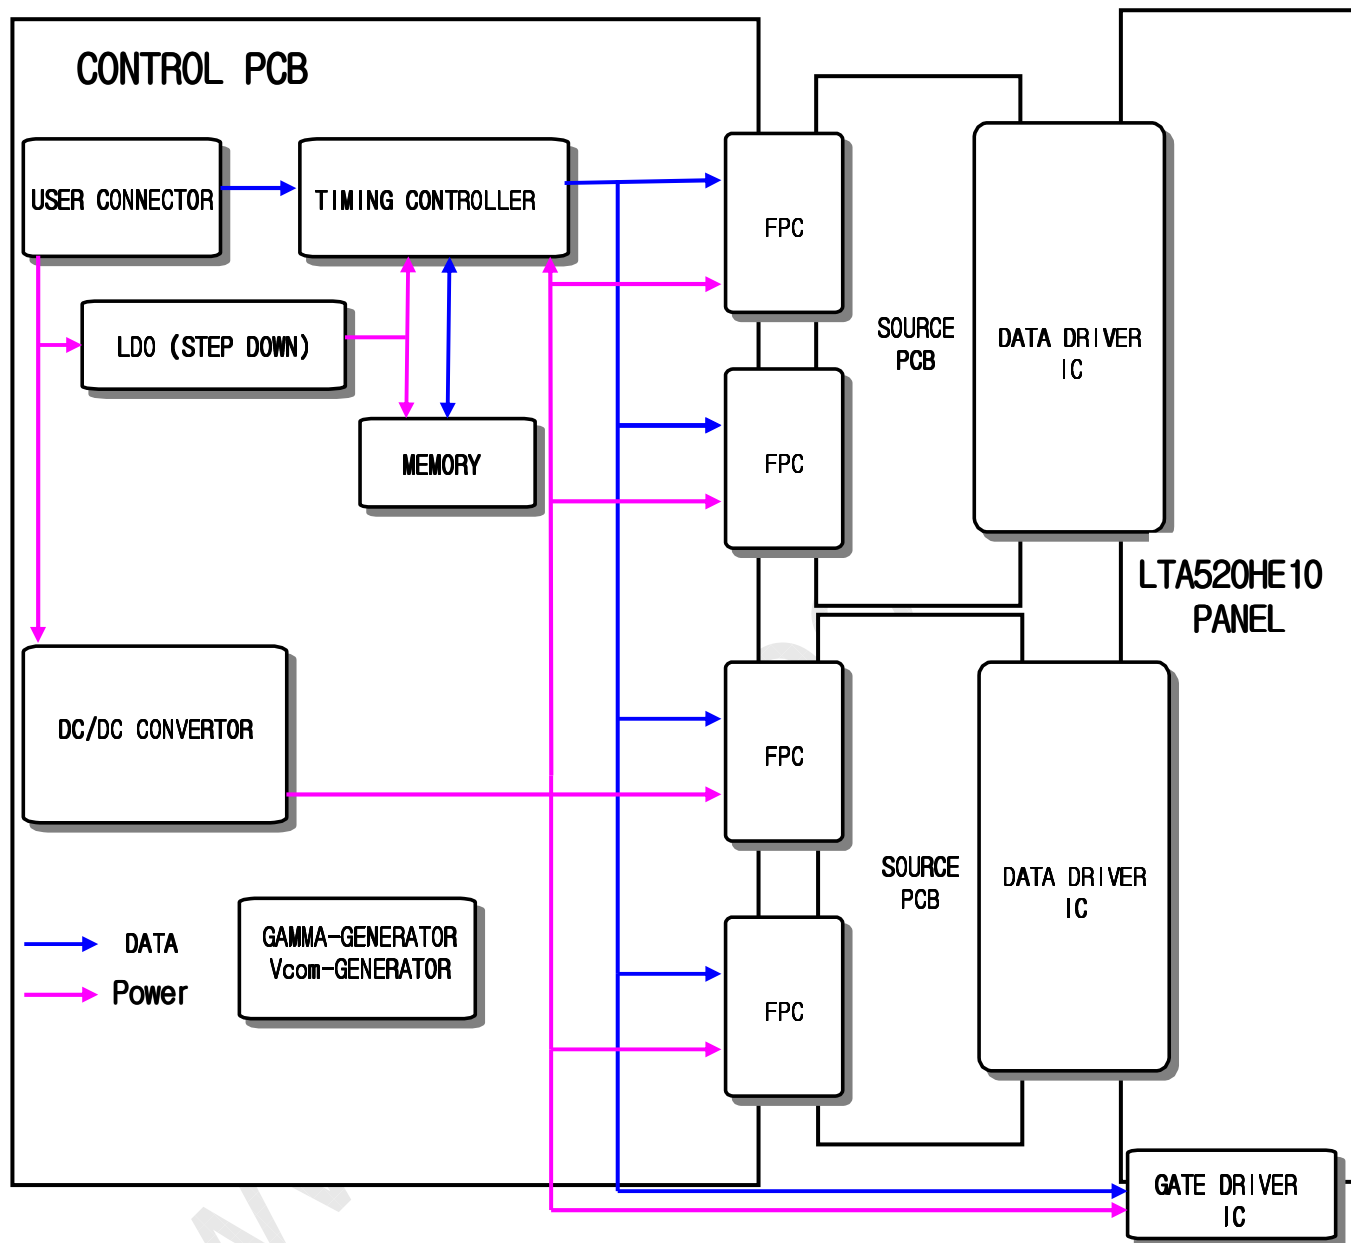 CONTROL PCB
USER CONNECTOR
TIMING CONTROLLER
FPC
LDO (STEP DOWN)
SOURCE
PCB
DATA DRIVER
IC
MEMORY
FPC
LTA520HE10
PANEL
DC/DC CONVERTOR
FPC
SOURCE
PCB
DATA DRIVER
IC
DATA
Power
GAMMA-GENERATOR
Vcom-GENERATOR
FPC
GATE DRIVER
IC